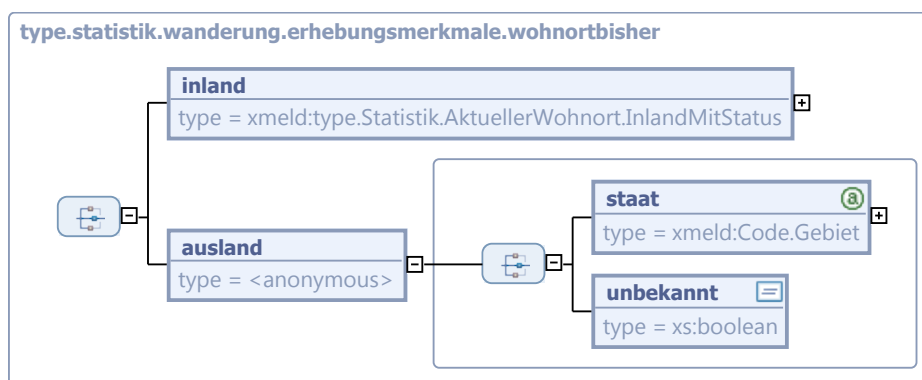 type.statistik.wanderung.erhebungsmerkmale.wohnortbisher
inland
type = xmeld:type.Statistik.AktuellerWohnort.InlandMitStatus
ausland
type = <anonymous>
staat
type = xmeld:Code.Gebiet
unbekannt
type = xs:boolean